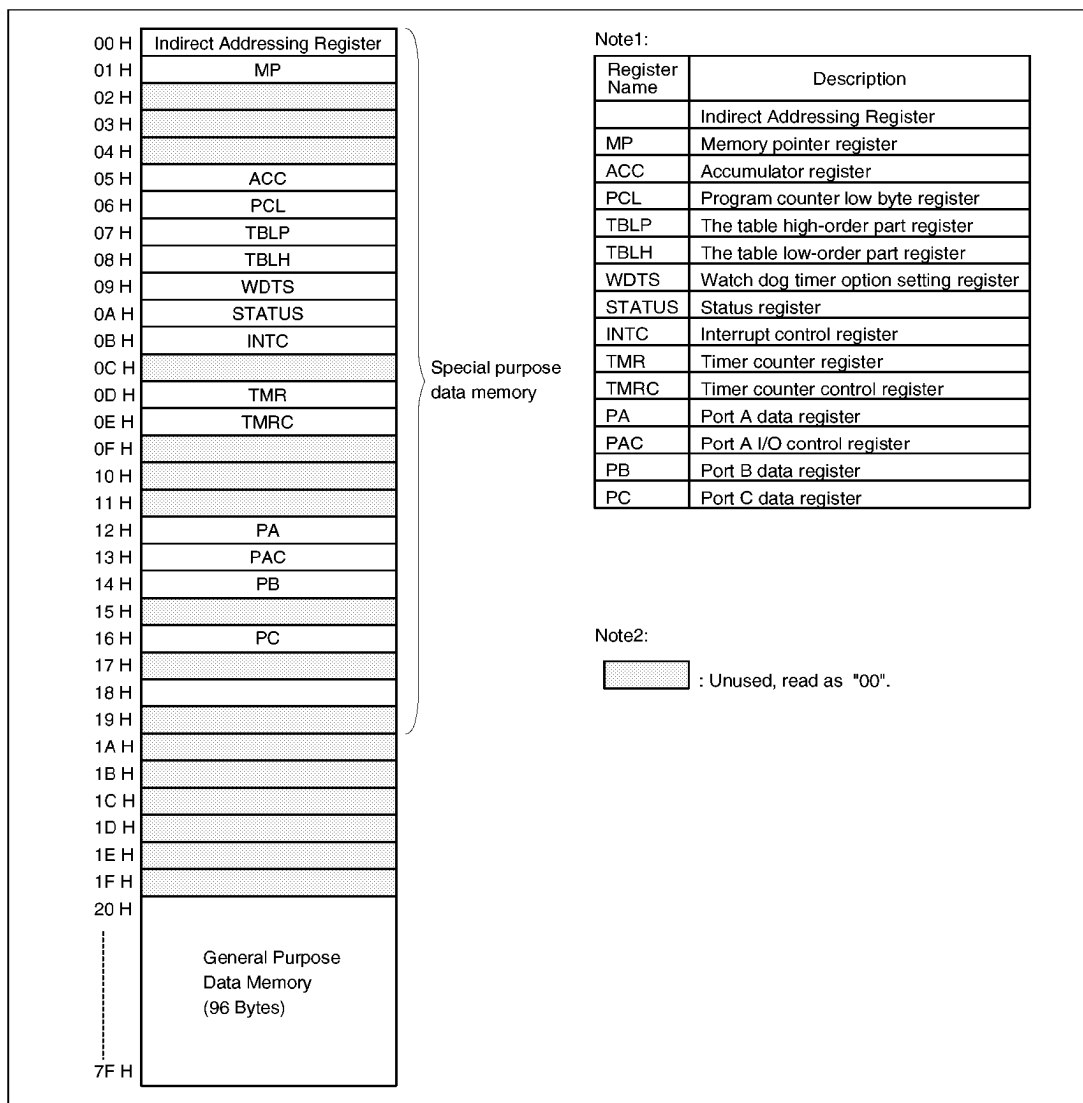 00 H Indirect Addressing Register
01 H MP
02 H
03 H
04 H
05 H ACC
06 H PCL
07 H TBLP
08 H TBLH
09 H WDTS
0A H STATUS
0B H INTC
0C H
0D H TMR
0E H TMRC
0F H
10 H
11 H
12 H PA
13 H PAC
14 H PB
15 H
16 H PC
17 H
18 H
19 H
1A H
1B H
1C H
1D H
1E H
1F H
20 H
General Purpose
Data Memory
(96 Bytes)
7F H
Special purpose
data memory
Note1:
Register Name Description
Indirect Addressing Register
MP Memory pointer register
ACC Accumulator register
PCL Program counter low byte register
TBLP The table high-order part register
TBLH The table low-order part register
WDTS Watch dog timer option setting register
STATUS Status register
INTC Interrupt control register
TMR Timer counter register
TMRC Timer counter control register
PA Port A data register
PAC Port A I/O control register
PB Port B data register
PC Port C data register
Note2:
: Unused, read as "00".